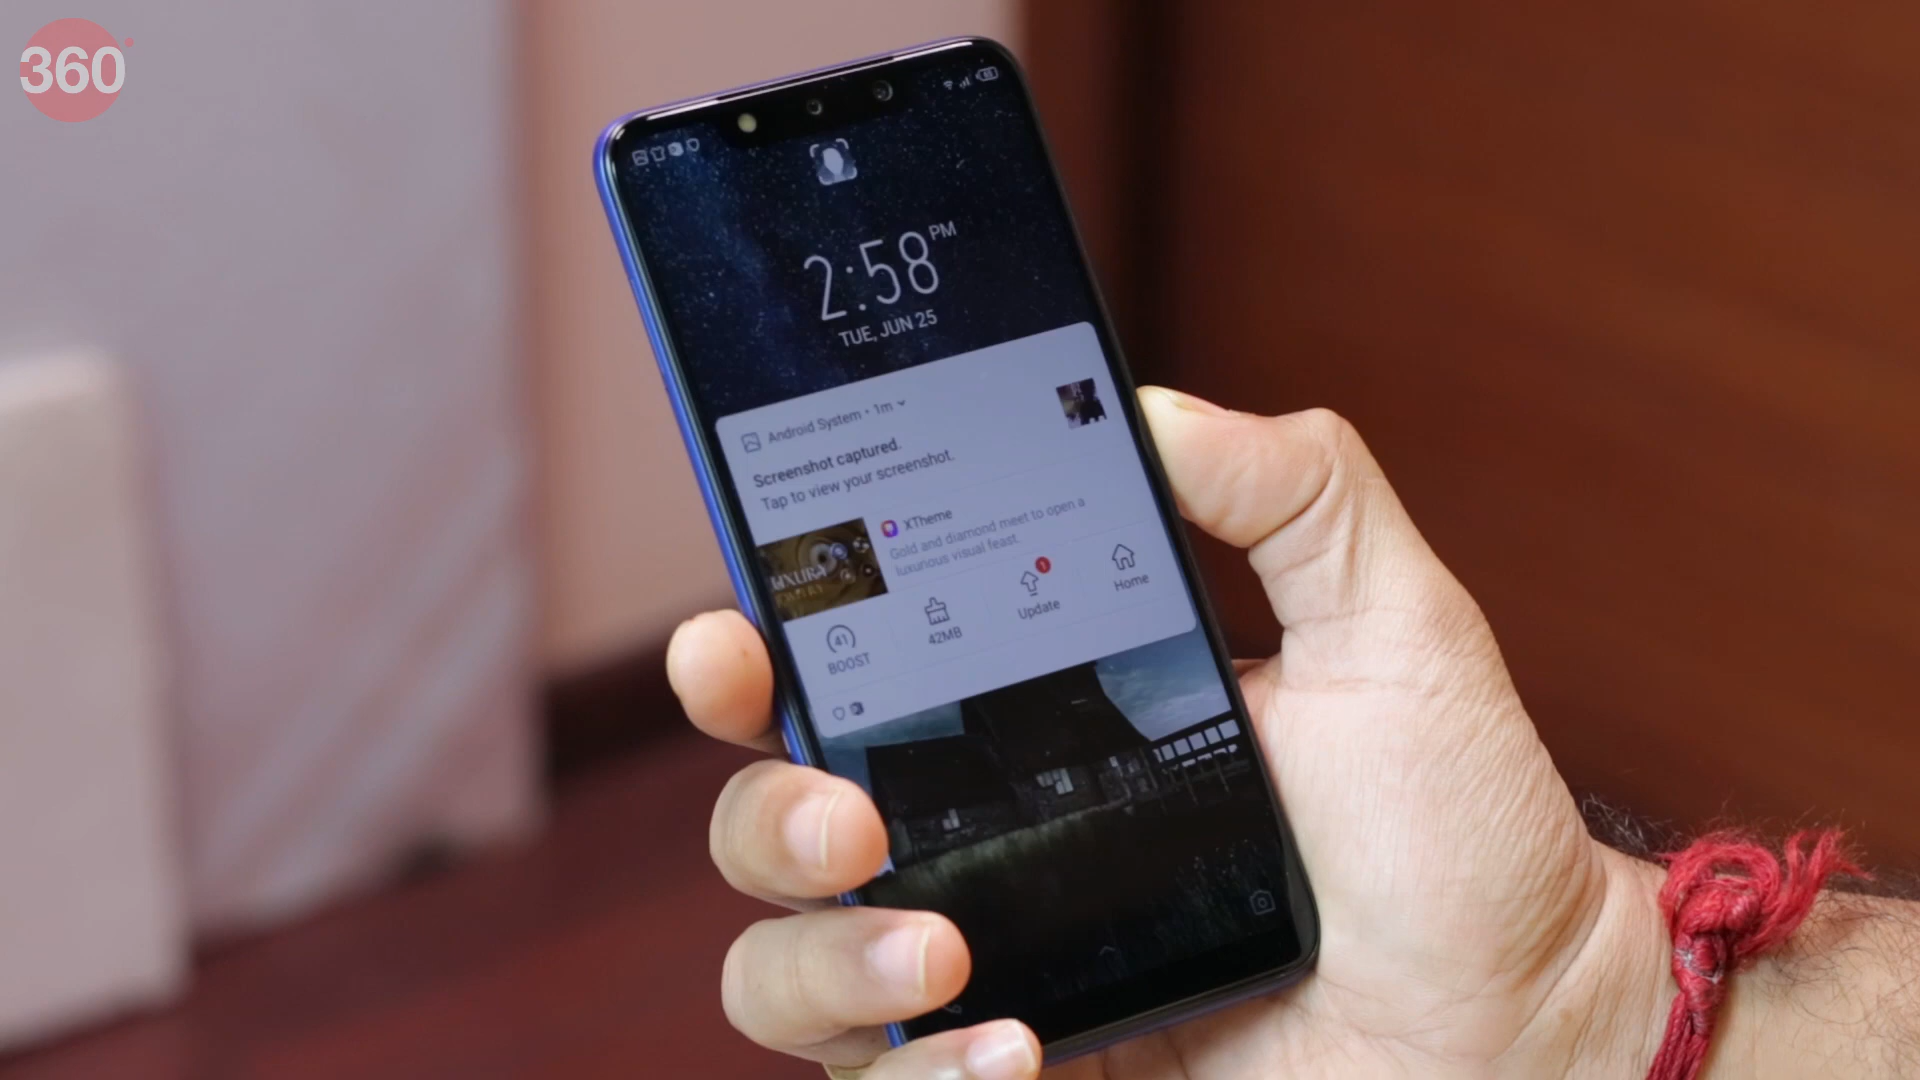 360
2:58 PM
TUE, JUN 25
Android System • 1m
Screenshot captured.
Tap to view your screenshot.
XTheme
Gold and diamond meet to open a
luxurious visual feast.
41
BOOST
42MB
1
Update
Home